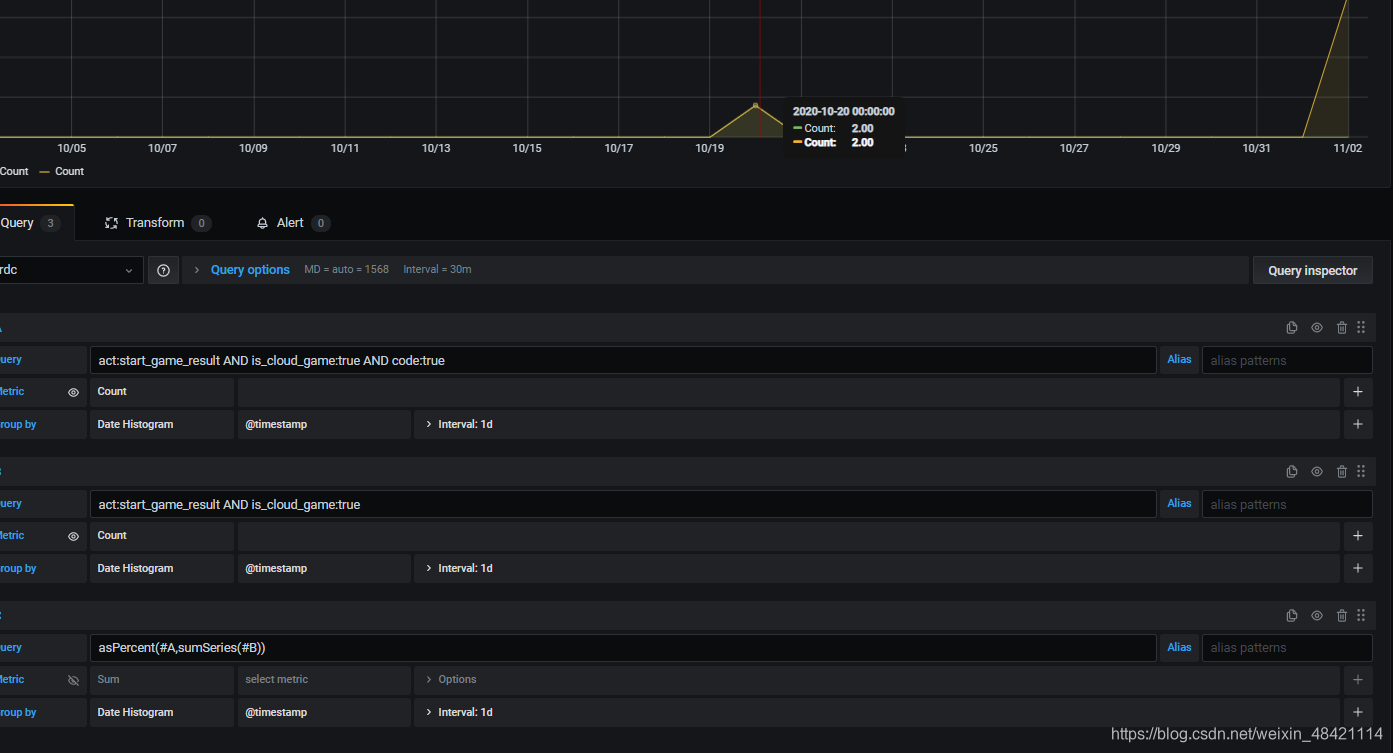 2020-10-20 00:00:00
Count: 2.00
Count: 2.00
10/05 10/07 10/09 10/11 10/13 10/15 10/17 10/19 10/25 10/27 10/29 10/31 11/02
Count Count
Query 3 Transform 0 Alert 0
rdc Query options MD = auto = 1568 Interval = 30m Query inspector
uery act:start_game_result AND is_cloud_game:true AND code:true Alias alias patterns
Metric Count
roup by Date Histogram @timestamp Interval: 1d
uery act:start_game_result AND is_cloud_game:true Alias alias patterns
Metric Count
roup by Date Histogram @timestamp Interval: 1d
uery asPercent(#A,sumSeries(#B)) Alias alias patterns
Metric Sum select metric Options
roup by Date Histogram @timestamp Interval: 1d
https://blog.csdn.net/weixin_48421114